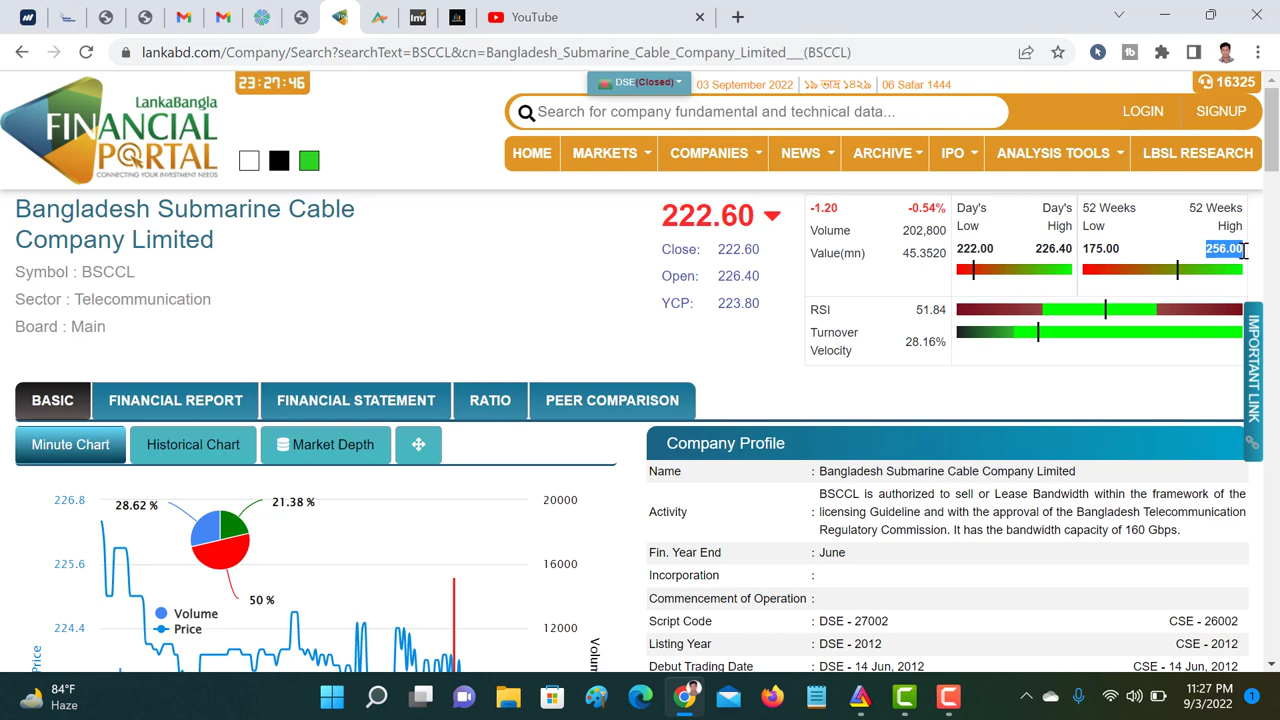 YouTube
lankabd.com/Company/Search?searchText=BSCCL&cn=Bangladesh_Submarine_Cable_Company_Limited___(BSCCL)
23:27:46
DSE(Closed)
03 September 2022
১৯ ভাদ্র ১৪২৯
06 Safar 1444
16325
LankaBangla
FINANCIAL
PORTAL
CONNECTING YOUR INVESTMENT NEEDS
Search for company fundamental and technical data...
LOGIN
SIGNUP
HOME
MARKETS
COMPANIES
NEWS
ARCHIVE
IPO
ANALYSIS TOOLS
LBSL RESEARCH
Bangladesh Submarine Cable
Company Limited
Symbol : BSCCL
Sector : Telecommunication
Board : Main
222.60
Close: 222.60
Open: 226.40
YCP: 223.80
-1.20 -0.54%
Volume 202,800
Value(mn) 45.3520
Day's Low
Day's High
222.00 226.40
52 Weeks Low
52 Weeks High
175.00 256.00
RSI 51.84
Turnover Velocity 28.16%
IMPORTANT LINK
BASIC
FINANCIAL REPORT
FINANCIAL STATEMENT
RATIO
PEER COMPARISON
Minute Chart
Historical Chart
Market Depth
226.8
225.6
224.4
Price
28.62 %
21.38 %
50 %
Volume
Price
20000
16000
12000
Company Profile
Name : Bangladesh Submarine Cable Company Limited
Activity : BSCCL is authorized to sell or Lease Bandwidth within the framework of the
licensing Guideline and with the approval of the Bangladesh Telecommunication
Regulatory Commission. It has the bandwidth capacity of 160 Gbps.
Fin. Year End : June
Incorporation :
Commencement of Operation :
Script Code : DSE - 27002 CSE - 26002
Listing Year : DSE - 2012 CSE - 2012
Debut Trading Date : DSE - 14 Jun, 2012 CSE - 14 Jun, 2012
84°F
Haze
11:27 PM
9/3/2022